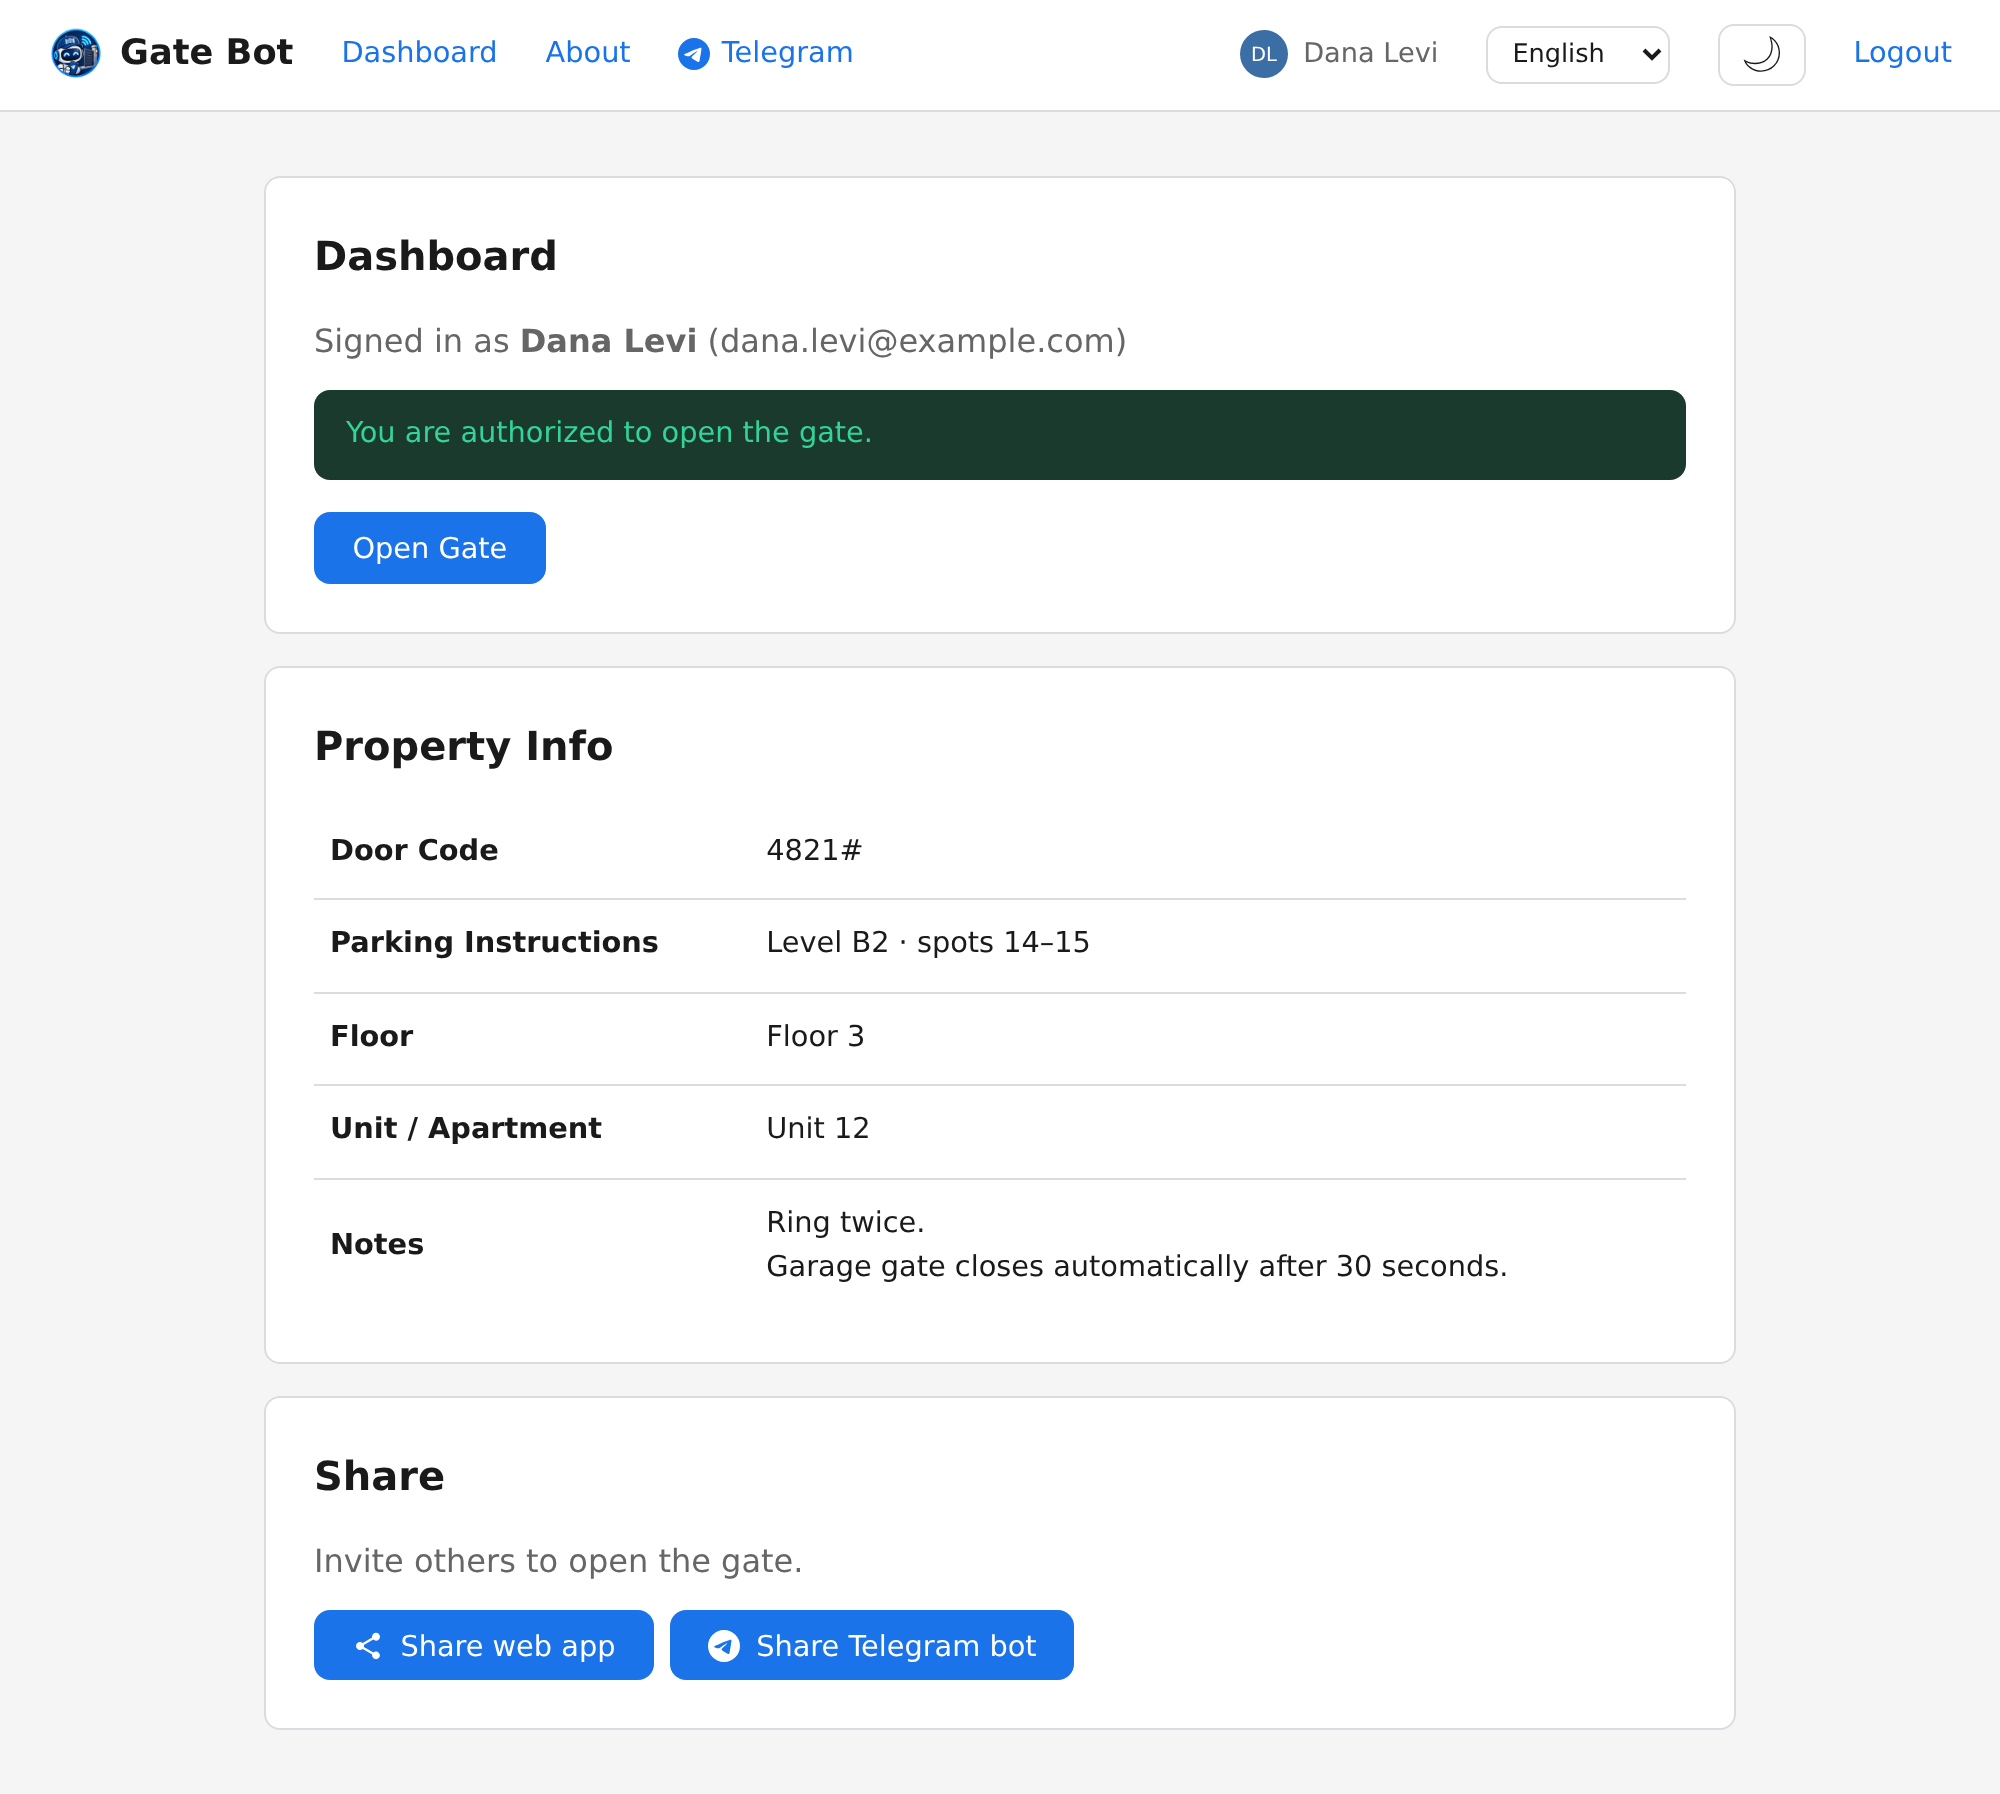 Gate Bot Dashboard About Telegram DL Dana Levi English Logout
Dashboard
Signed in as Dana Levi (dana.levi@example.com)
You are authorized to open the gate.
Open Gate
Property Info
Door Code 4821#
Parking Instructions Level B2 · spots 14–15
Floor Floor 3
Unit / Apartment Unit 12
Notes Ring twice.
Garage gate closes automatically after 30 seconds.
Share
Invite others to open the gate.
Share web app Share Telegram bot